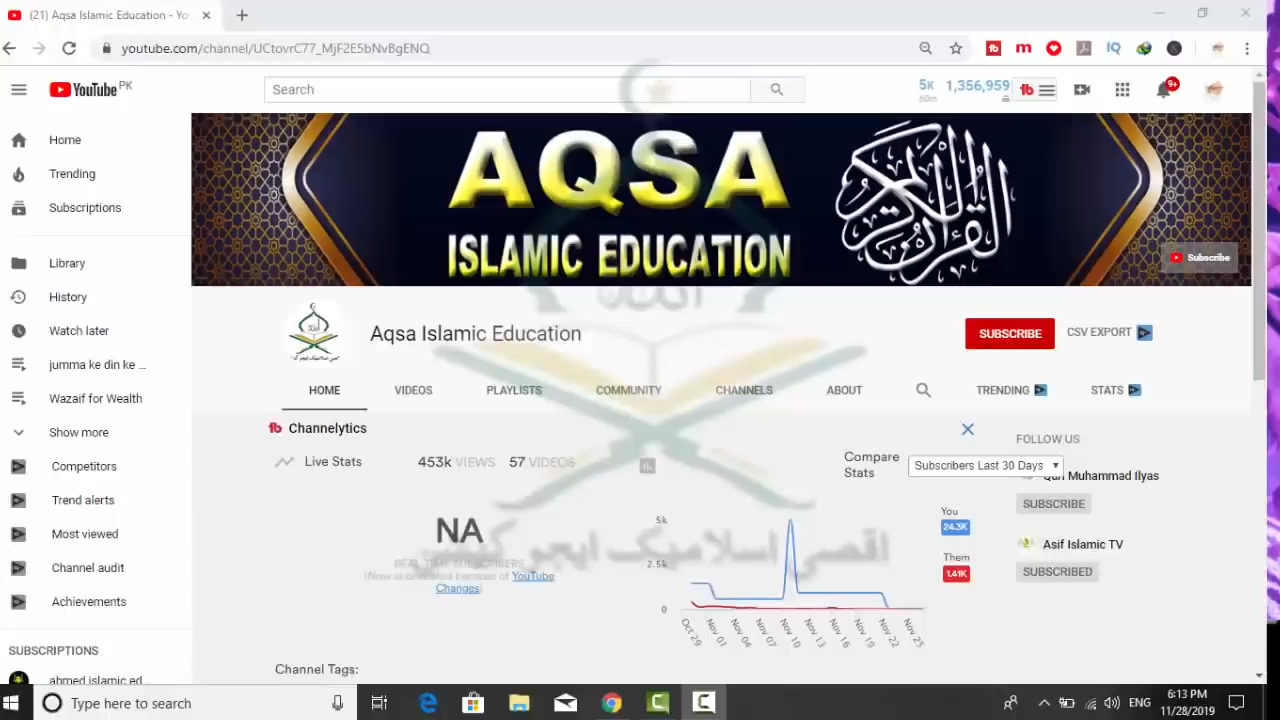 (21) Aqsa Islamic Education - Yo
youtube.com/channel/UCtovrC77_MjF2E5bNvBgENQ
YouTube PK
Search
5K
60m
1,356,959
9+
Home
Trending
Subscriptions
Library
History
Watch later
jumma ke din ke ...
Wazaif for Wealth
Show more
Competitors
Trend alerts
Most viewed
Channel audit
Achievements
SUBSCRIPTIONS
ahmed islamic ed...
AQSA
ISLAMIC EDUCATION
القرآن الكريم
Subscribe
Aqsa Islamic Education
SUBSCRIBE
CSV EXPORT
HOME VIDEOS PLAYLISTS COMMUNITY CHANNELS ABOUT TRENDING STATS
Channelytics
Live Stats 453k VIEWS 57 VIDEOS
Compare Stats
Subscribers Last 30 Days
FOLLOW US
Qari Muhammad Ilyas
SUBSCRIBE
Asif Islamic TV
SUBSCRIBED
NA
REAL TIME SUBSCRIBERS
(Now abbreviated because of YouTube Changes)
You
24.3K
Them
1.41K
5k
2.5k
0
Oct 29 Nov 01 Nov 04 Nov 07 Nov 10 Nov 13 Nov 16 Nov 19 Nov 22 Nov 25
اقصی اسلامیک ایجوکیشن
Channel Tags:
Type here to search
ENG
6:13 PM
11/28/2019